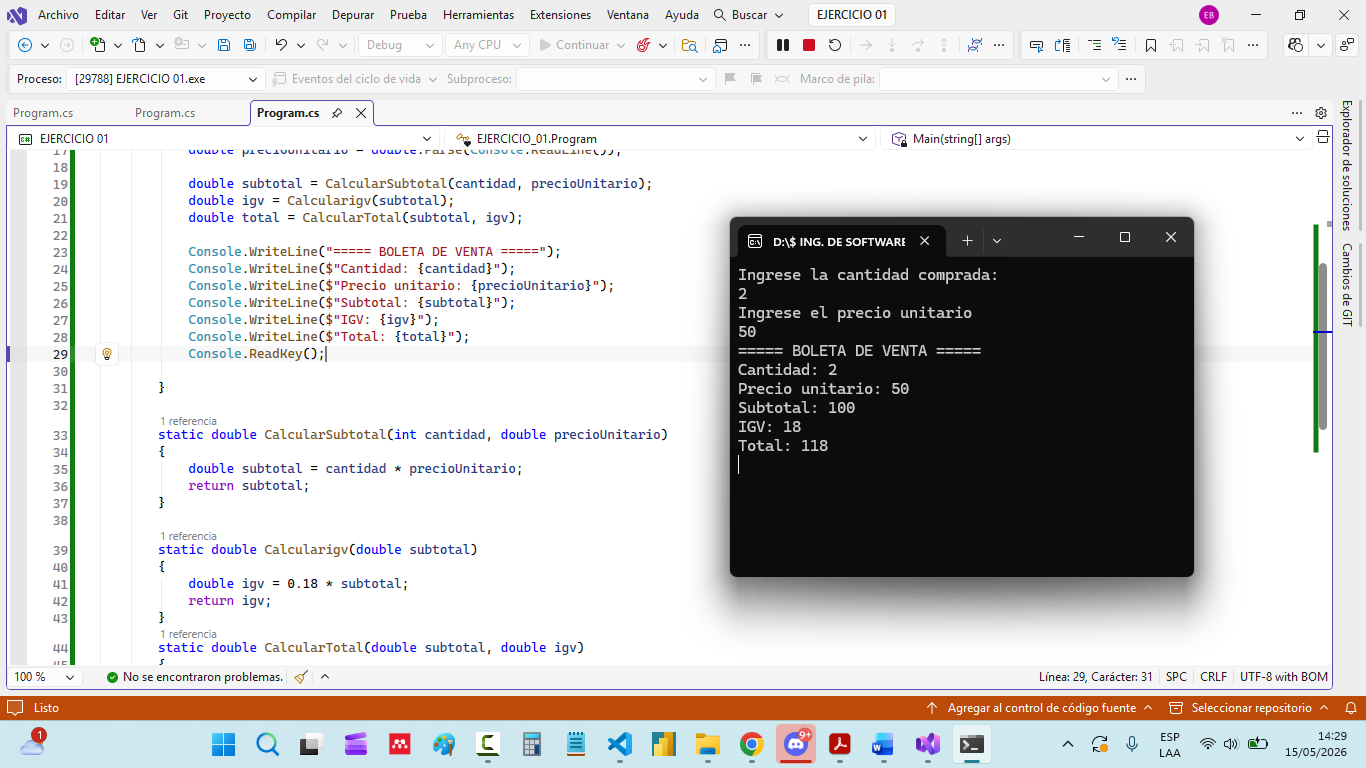 Archivo Editar Ver Git Proyecto Compilar Depurar Prueba Herramientas Extensiones Ventana Ayuda Buscar EJERCICIO 01 EB
Debug Any CPU Continuar
Proceso: [29788] EJERCICIO 01.exe Eventos del ciclo de vida Subproceso: Marco de pila:
Program.cs Program.cs Program.cs
EJERCICIO 01 EJERCICIO_01.Program Main(string[] args)
17 double precioUnitario = double.Parse(Console.ReadLine());
18
19 double subtotal = CalcularSubtotal(cantidad, precioUnitario);
20 double igv = Calcularigv(subtotal);
21 double total = CalcularTotal(subtotal, igv);
22
23 Console.WriteLine("===== BOLETA DE VENTA =====");
24 Console.WriteLine($"Cantidad: {cantidad}");
25 Console.WriteLine($"Precio unitario: {precioUnitario}");
26 Console.WriteLine($"Subtotal: {subtotal}");
27 Console.WriteLine($"IGV: {igv}");
28 Console.WriteLine($"Total: {total}");
29 Console.ReadKey();
30
31 }
32
1 referencia
33 static double CalcularSubtotal(int cantidad, double precioUnitario)
34 {
35 double subtotal = cantidad * precioUnitario;
36 return subtotal;
37 }
38
1 referencia
39 static double Calcularigv(double subtotal)
40 {
41 double igv = 0.18 * subtotal;
42 return igv;
43 }
1 referencia
44 static double CalcularTotal(double subtotal, double igv)
45 {
D:\$ ING. DE SOFTWARE
Ingrese la cantidad comprada:
2
Ingrese el precio unitario
50
===== BOLETA DE VENTA =====
Cantidad: 2
Precio unitario: 50
Subtotal: 100
IGV: 18
Total: 118
Explorador de soluciones
Cambios de GIT
100 % No se encontraron problemas. Línea: 29, Carácter: 31 SPC CRLF UTF-8 with BOM
Listo Agregar al control de código fuente Seleccionar repositorio
1 9+ ESP 14:29
LAA 15/05/2026